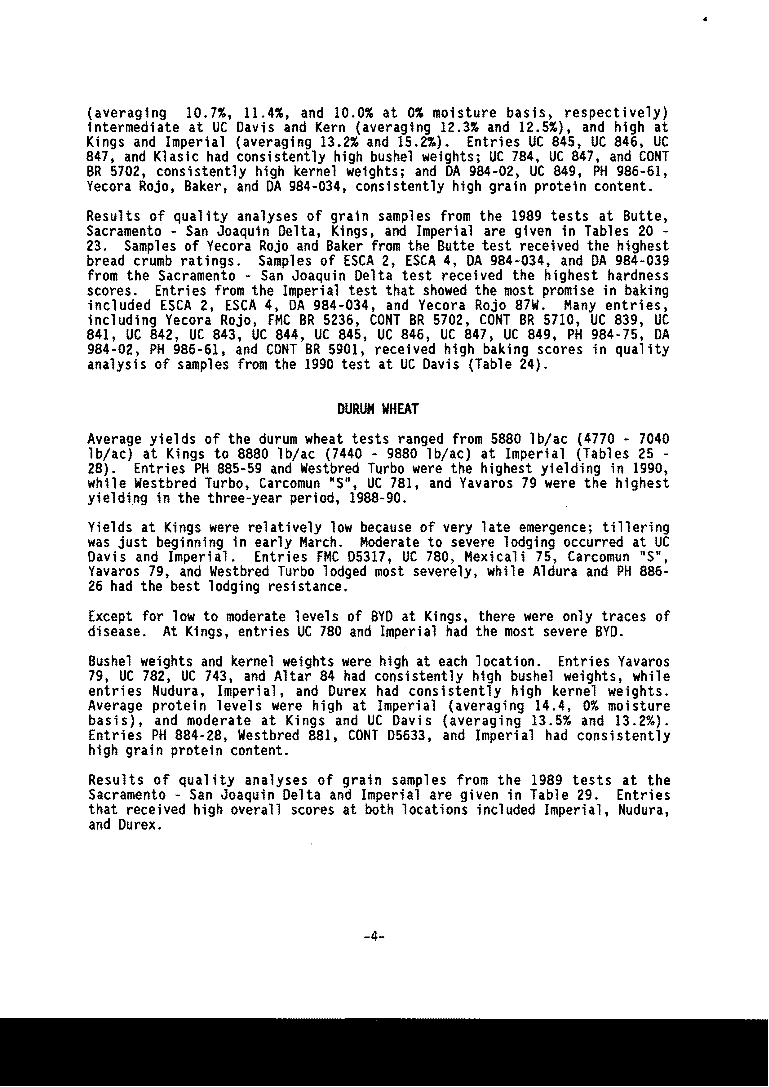 (averaging 10.7%, 11.4%, and 10.0% at 0% moisture basis, respectively)
intermediate at UC Davis and Kern (averaging 12.3% and 12.5%), and high at
Kings and Imperial (averaging 13.2% and 15.2%). Entries UC 845, UC 846, UC
847, and Klasic had consistently high bushel weights; UC 784, UC 847, and CONT
BR 5702, consistently high kernel weights; and DA 984-02, UC 849, PH 986-61,
Yecora Rojo, Baker, and DA 984-034, consistently high grain protein content.
Results of quality analyses of grain samples from the 1989 tests at Butte,
Sacramento - San Joaquin Delta, Kings, and Imperial are given in Tables 20 -
23. Samples of Yecora Rojo and Baker from the Butte test received the highest
bread crumb ratings. Samples of ESCA 2, ESCA 4, DA 984-034, and DA 984-039
from the Sacramento - San Joaquin Delta test received the highest hardness
scores. Entries from the Imperial test that showed the most promise in baking
included ESCA 2, ESCA 4, DA 984-034, and Yecora Rojo 87W. Many entries,
including Yecora Rojo, FMC BR 5236, CONT BR 5702, CONT BR 5710, UC 839, UC
841, UC 842, UC 843, UC 844, UC 845, UC 846, UC 847, UC 849, PH 984-75, DA
984-02, PH 986-61, and CONT BR 5901, received high baking scores in quality
analysis of samples from the 1990 test at UC Davis (Table 24).
DURUM WHEAT
Average yields of the durum wheat tests ranged from 5880 lb/ac (4770 - 7040
lb/ac) at Kings to 8880 lb/ac (7440 - 9880 lb/ac) at Imperial (Tables 25 -
28). Entries PH 885-59 and Westbred Turbo were the highest yielding in 1990,
while Westbred Turbo, Carcomun "S", UC 781, and Yavaros 79 were the highest
yielding in the three-year period, 1988-90.
Yields at Kings were relatively low because of very late emergence; tillering
was just beginning in early March. Moderate to severe lodging occurred at UC
Davis and Imperial. Entries FMC D5317, UC 780, Mexicali 75, Carcomun "S",
Yavaros 79, and Westbred Turbo lodged most severely, while Aldura and PH 886-
26 had the best lodging resistance.
Except for low to moderate levels of BYD at Kings, there were only traces of
disease. At Kings, entries UC 780 and Imperial had the most severe BYD.
Bushel weights and kernel weights were high at each location. Entries Yavaros
79, UC 782, UC 743, and Altar 84 had consistently high bushel weights, while
entries Nudura, Imperial, and Durex had consistently high kernel weights.
Average protein levels were high at Imperial (averaging 14.4, 0% moisture
basis), and moderate at Kings and UC Davis (averaging 13.5% and 13.2%).
Entries PH 884-28, Westbred 881, CONT D5633, and Imperial had consistently
high grain protein content.
Results of quality analyses of grain samples from the 1989 tests at the
Sacramento - San Joaquin Delta and Imperial are given in Table 29. Entries
that received high overall scores at both locations included Imperial, Nudura,
and Durex.
-4-